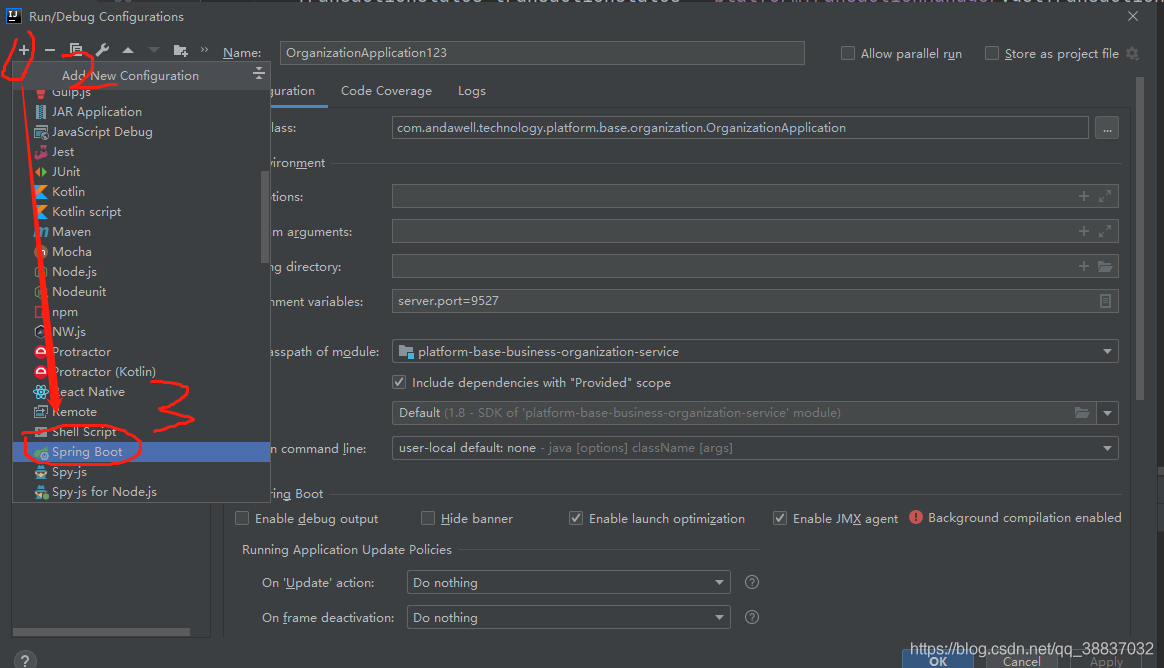 Run/Debug Configurations
Name: OrganizationApplication123
Allow parallel run
Store as project file
Add New Configuration
Gulp.js
JAR Application
JavaScript Debug
Jest
JUnit
Kotlin
Kotlin script
Maven
Mocha
Node.js
Nodeunit
npm
NW.js
Protractor
Protractor (Kotlin)
React Native
Remote
Shell Script
Spring Boot
Spy-js
Spy-js for Node.js
2
3
guration
Code Coverage
Logs
lass: com.andawell.technology.platform.base.organization.OrganizationApplication
...
vironment
tions:
m arguments:
ng directory:
nment variables: server.port=9527
asspath of module: platform-base-business-organization-service
Include dependencies with "Provided" scope
Default (1.8 - SDK of 'platform-base-business-organization-service' module)
n command line: user-local default: none - java [options] className [args]
ing Boot
Enable debug output
Hide banner
Enable launch optimization
Enable JMX agent
Background compilation enabled
Running Application Update Policies
On 'Update' action: Do nothing
On frame deactivation: Do nothing
https://blog.csdn.net/qq_38837032
?
OK
Cancel
Apply